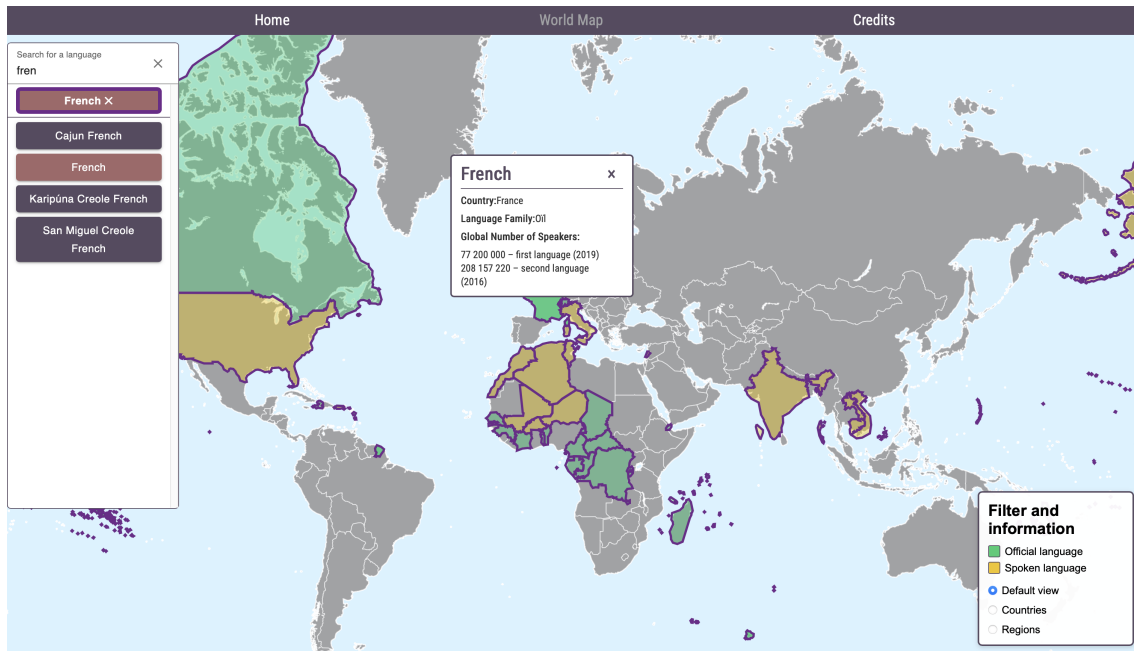 Home
World Map
Credits
Search for a language
fren
French ✕
Cajun French
French
Karipúna Creole French
San Miguel Creole
French
French
x
Country:France
Language Family:Oïl
Global Number of Speakers:
77 200 000 – first language (2019)
208 157 220 – second language
(2016)
Filter and
information
Official language
Spoken language
Default view
Countries
Regions